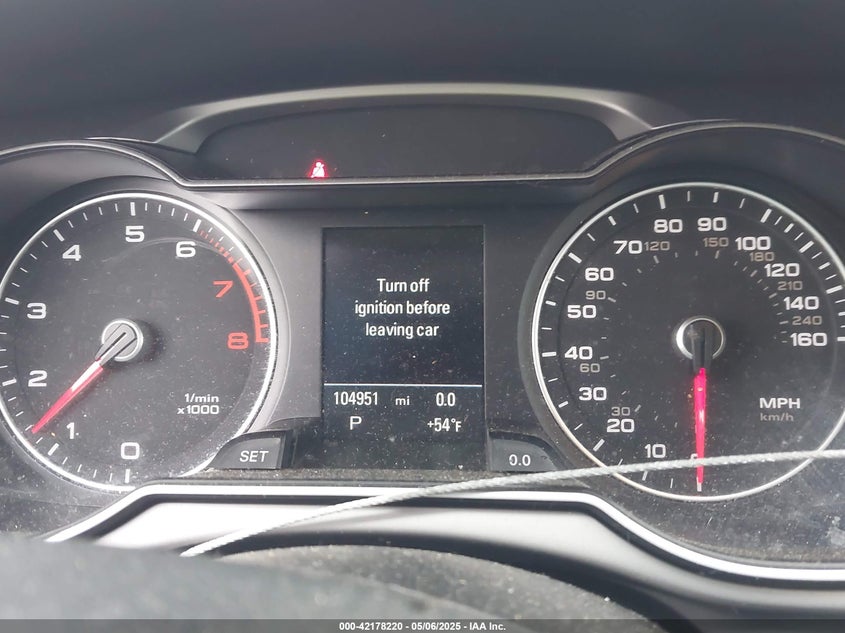 5
4
6
3
7
2
8
1
0
1/min
x1000
SET
Turn off
ignition before
leaving car
104951 mi 0.0
P +54°F
0.0
80 90
70 120 150 100
180
60 120
90 210
50 140
240
40 160
60
30
30
20
10
MPH
km/h
000-42178220 - 05/06/2025 - IAA Inc.